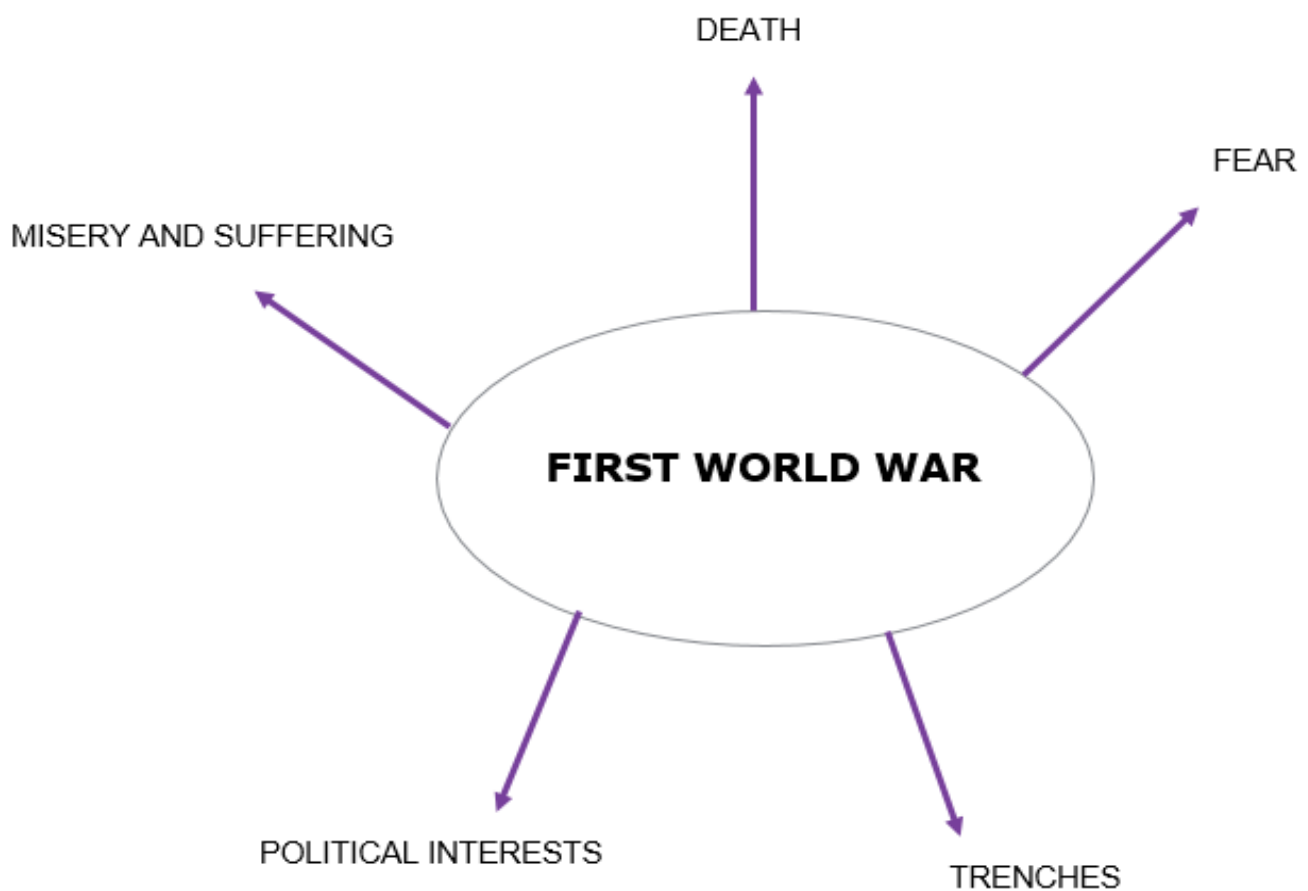 DEATH
FEAR
MISERY AND SUFFERING
FIRST WORLD WAR
POLITICAL INTERESTS
TRENCHES